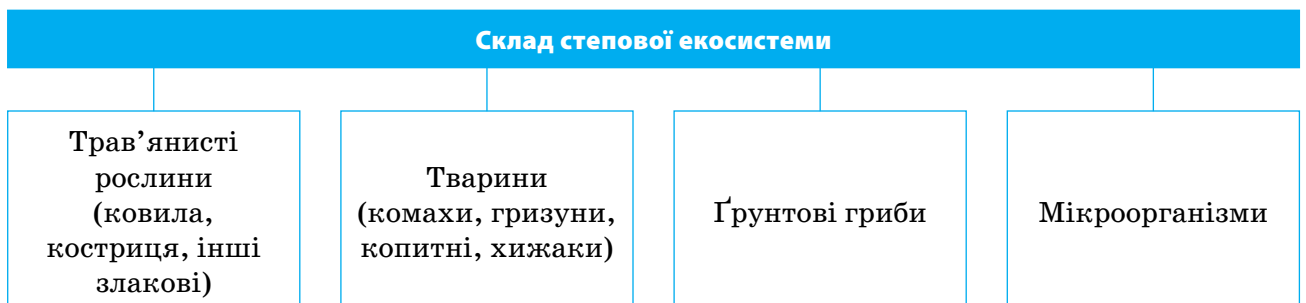 Склад степової екосистеми
Трав’янисті
рослини
(ковила,
костриця, інші
злакові)
Тварини
(комахи, гризуни,
копитні, хижаки)
Ґрунтові гриби
Мікроорганізми